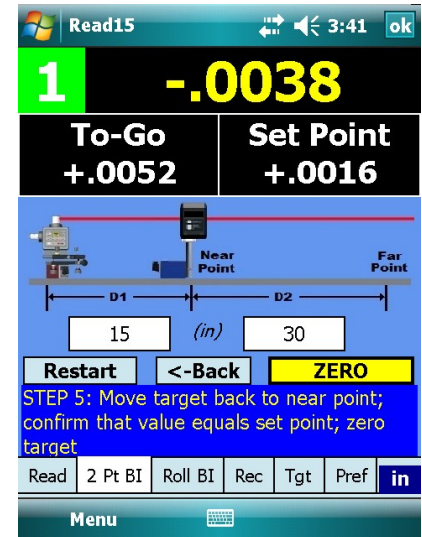 Read15 3:41 ok
1 -.0038
To-Go Set Point
+.0052 +.0016
Near
Point
Far
Point
D1 D2
15 (in) 30
Restart <-Back ZERO
STEP 5: Move target back to near point;
confirm that value equals set point; zero
target
Read 2 Pt BI Roll BI Rec Tgt Pref in
Menu